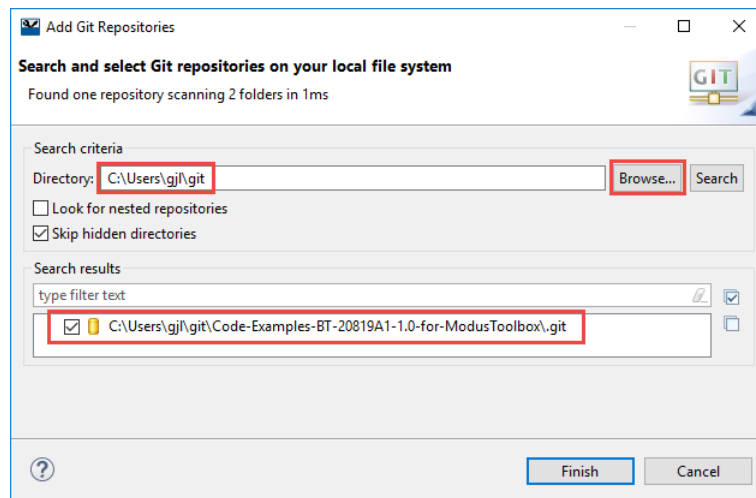 Add Git Repositories
Search and select Git repositories on your local file system
Found one repository scanning 2 folders in 1ms
GIT
Search criteria
Directory: C:\Users\gjl\git Browse... Search
Look for nested repositories
Skip hidden directories
Search results
type filter text
C:\Users\gjl\git\Code-Examples-BT-20819A1-1.0-for-ModusToolbox\.git
? Finish Cancel